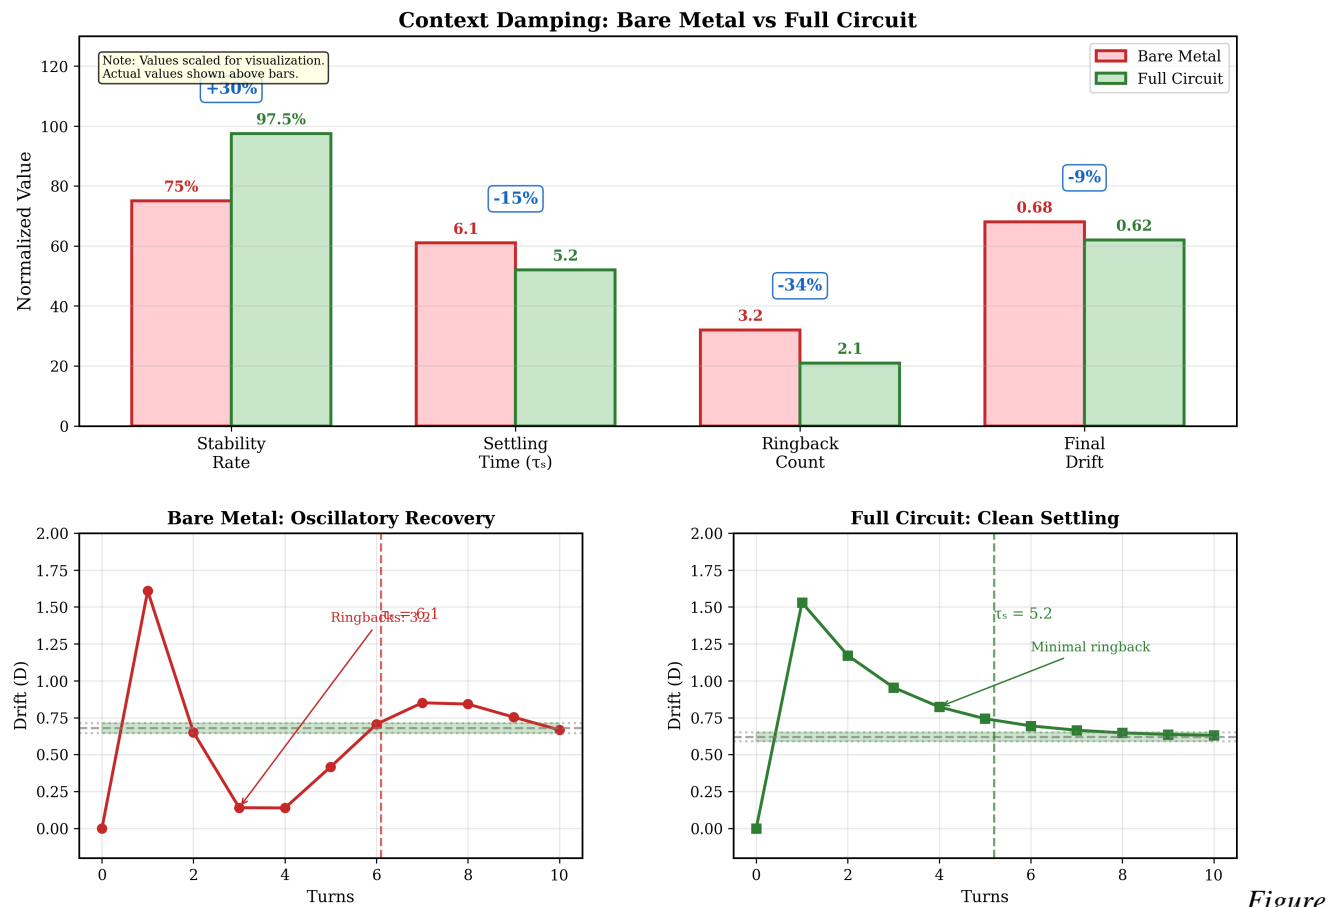 Context Damping: Bare Metal vs Full Circuit
Note: Values scaled for visualization.
Actual values shown above bars.
Bare Metal
Full Circuit
Normalized Value
120
100
80
60
40
20
0
+30%
75%
97.5%
-15%
6.1
5.2
-34%
3.2
2.1
-9%
0.68
0.62
Stability
Rate
Settling
Time (τₛ)
Ringback
Count
Final
Drift
Bare Metal: Oscillatory Recovery
Drift (D)
2.00
1.75
1.50
1.25
1.00
0.75
0.50
0.25
0.00
Ringbacks: 3.2
τₛ = 6.1
0 2 4 6 8 10
Turns
Full Circuit: Clean Settling
Drift (D)
2.00
1.75
1.50
1.25
1.00
0.75
0.50
0.25
0.00
τₛ = 5.2
Minimal ringback
0 2 4 6 8 10
Turns
Figure